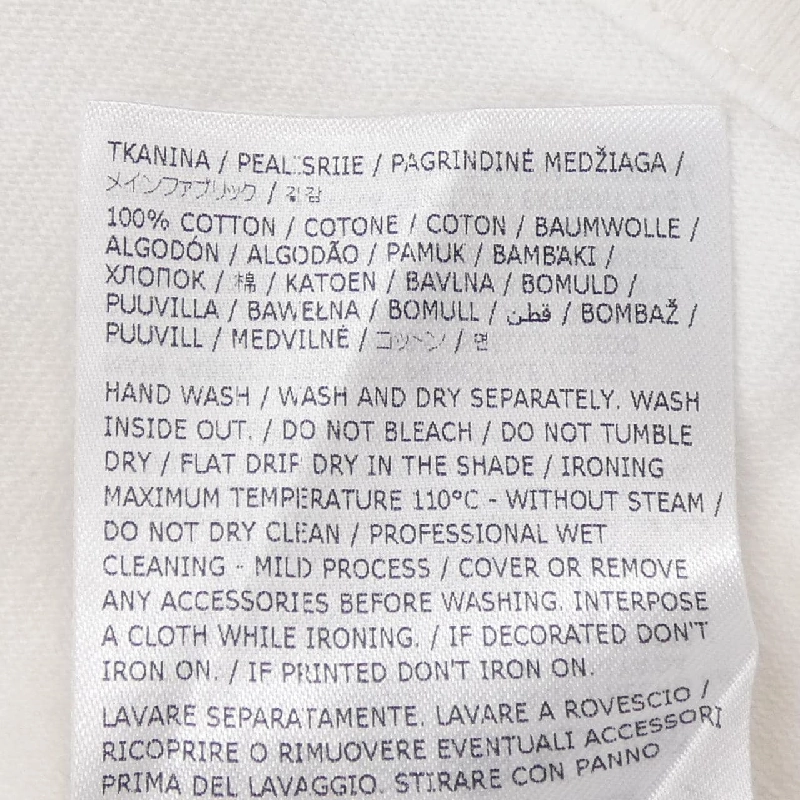 TKANINA / PEALISRIIE / PAGRINDINĖ MEDŽIAGA /
メインファブリック / 겉감
100% COTTON / COTONE / COTON / BAUMWOLLE /
ALGODÓN / ALGODÃO / PAMUK / BAMBAKI /
ХЛОПОК / 棉 / KATOEN / BAVLNA / BOMULD /
PUUVILLA / BAWEŁNA / BOMULL / قطن / BOMBAŽ /
PUUVILL / MEDVILNĖ / コットン / 면
HAND WASH / WASH AND DRY SEPARATELY. WASH
INSIDE OUT. / DO NOT BLEACH / DO NOT TUMBLE
DRY / FLAT DRIP DRY IN THE SHADE / IRONING
MAXIMUM TEMPERATURE 110°C - WITHOUT STEAM /
DO NOT DRY CLEAN / PROFESSIONAL WET
CLEANING - MILD PROCESS / COVER OR REMOVE
ANY ACCESSORIES BEFORE WASHING. INTERPOSE
A CLOTH WHILE IRONING. / IF DECORATED DON'T
IRON ON. / IF PRINTED DON'T IRON ON.
LAVARE SEPARATAMENTE. LAVARE A ROVESCIO /
RICOPRIRE O RIMUOVERE EVENTUALI ACCESSORI
PRIMA DEL LAVAGGIO. STIRARE CON PANNO